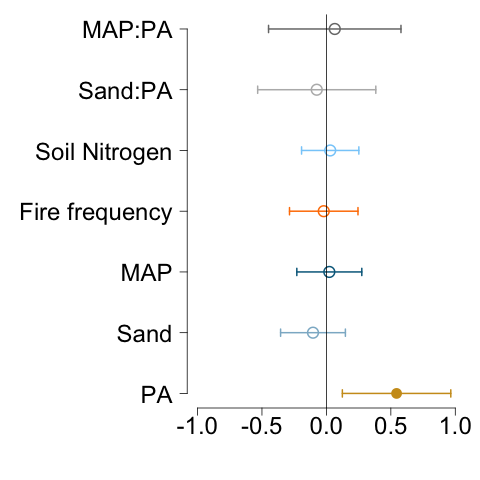 MAP:PA
Sand:PA
Soil Nitrogen
Fire frequency
MAP
Sand
PA
-1.0 -0.5 0.0 0.5 1.0